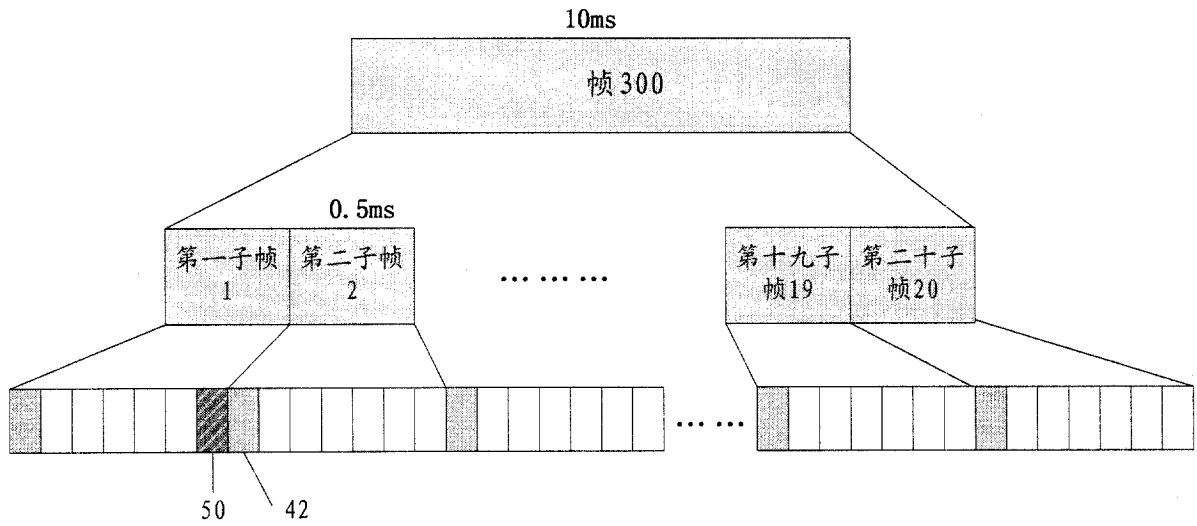 10ms
帧300
0.5ms
第一子帧
1
第二子帧
2
… … …
第十九子
帧19
第二十子
帧20
… …
50
42